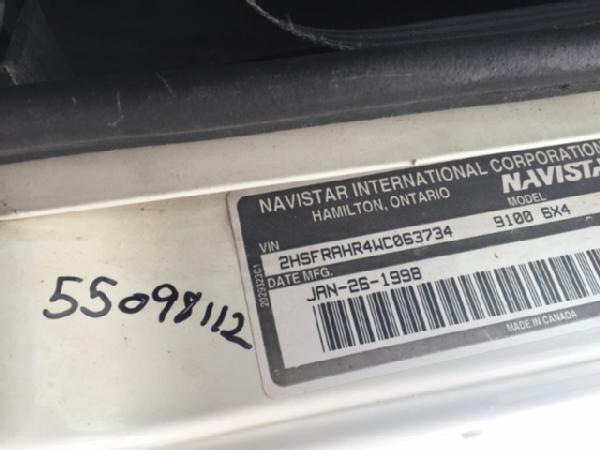 NAVISTAR INTERNATIONAL CORPORATION
HAMILTON, ONTARIO
NAVISTAR
VIN
MODEL
2HSFRAHR4WC063734
9100 6X4
DATE MFG.
JAN-26-1998
2029323C1
MADE IN CANADA
55098112